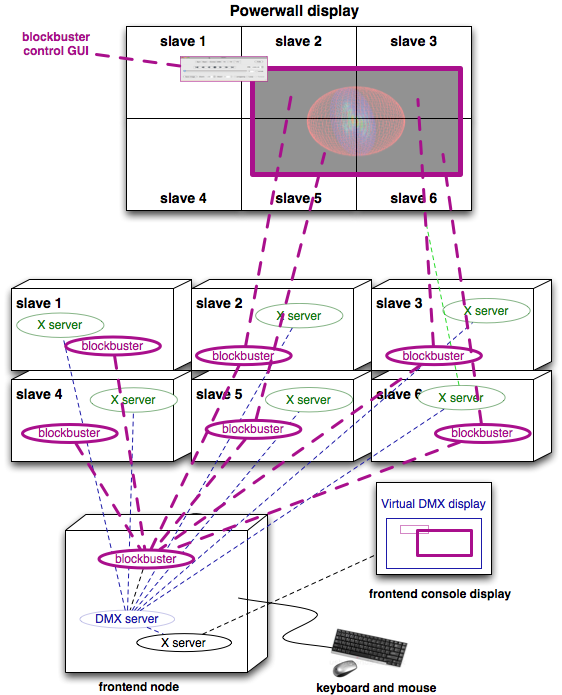 Powerwall display
blockbuster
control GUI
slave 1
slave 2
slave 3
slave 4
slave 5
slave 6
slave 1
X server
blockbuster
slave 2
X server
blockbuster
slave 3
X server
blockbuster
slave 4
X server
blockbuster
slave 5
X server
blockbuster
slave 6
X server
blockbuster
blockbuster
DMX server
X server
frontend node
Virtual DMX display
frontend console display
keyboard and mouse